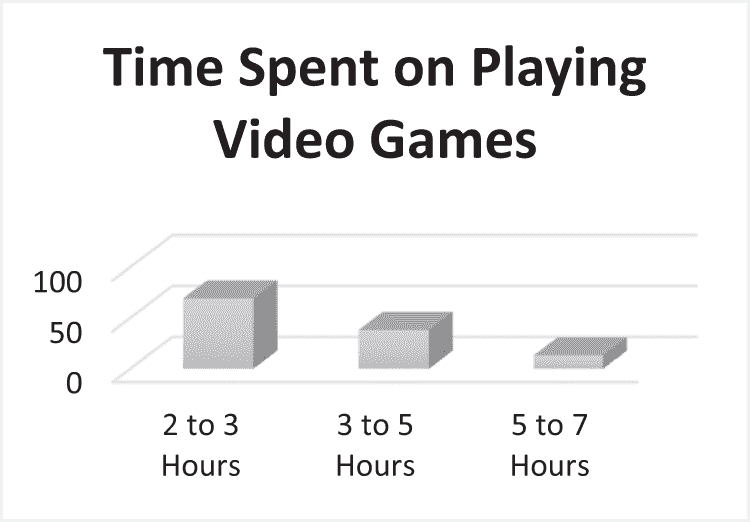 Time Spent on Playing
Video Games
100
50
0
2 to 3
Hours
3 to 5
Hours
5 to 7
Hours